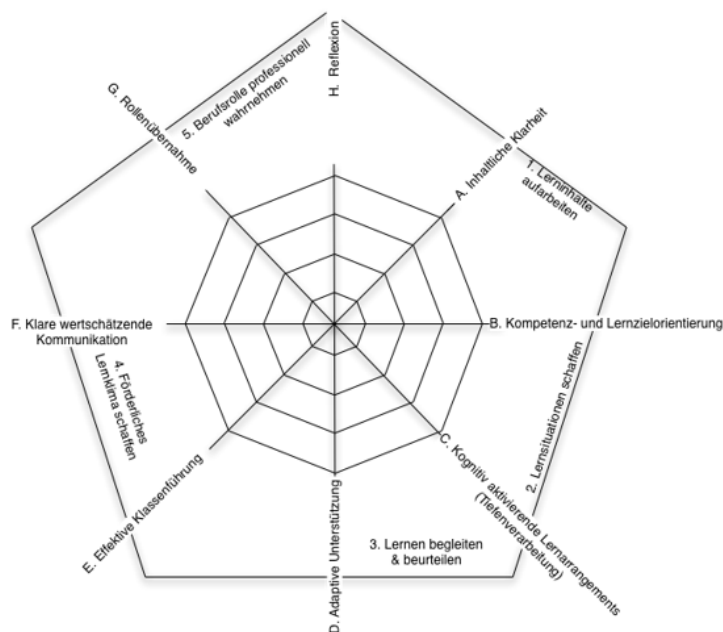 H. Reflexion
5. Berufsrolle professionell
wahrnehmen
G. Rollenübernahme
A. Inhaltliche Klarheit
1. Lerninhalte
aufarbeiten
F. Klare wertschätzende
Kommunikation
B. Kompetenz- und Lernzielorientierung
4. Förderliches
Lernklima schaffen
2. Lernsituationen schaffen
E. Effektive Klassenführung
C. Kognitiv aktivierende Lernarrangements
(Tiefenverarbeitung)
D. Adaptive Unterstützung
3. Lernen begleiten
& beurteilen